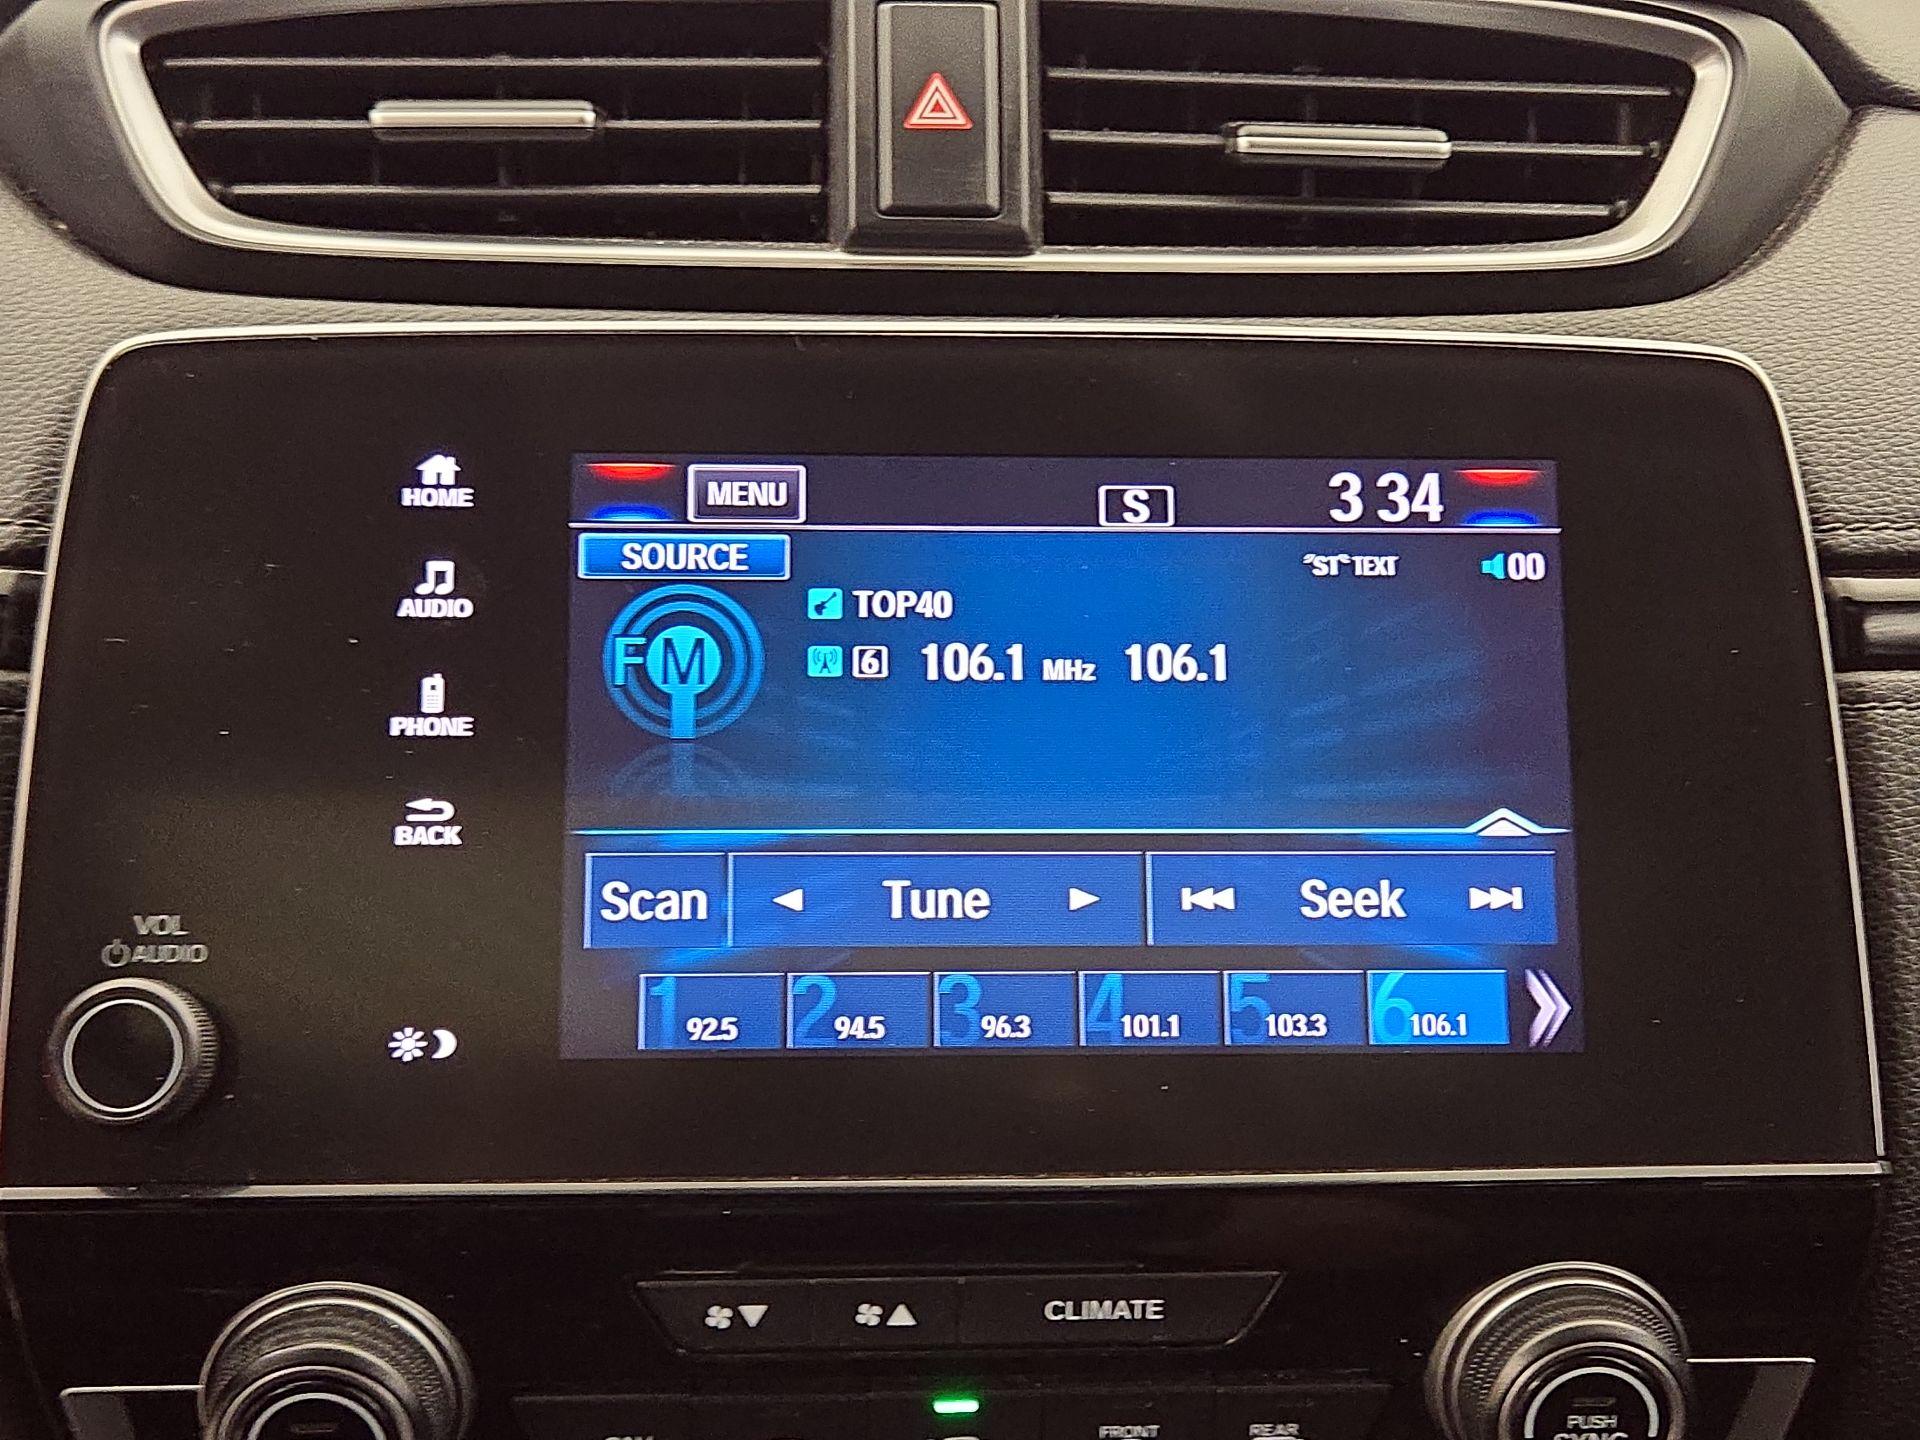 HOME
AUDIO
PHONE
BACK
VOL
AUDIO
MENU
S
3 34
SOURCE
"ST" TEXT
00
FM
TOP40
6 106.1 MHz 106.1
Scan
Tune
Seek
1 92.5
2 94.5
3 96.3
4 101.1
5 103.3
6 106.1
CLIMATE
FRONT
REAR
PUSH
SYNC